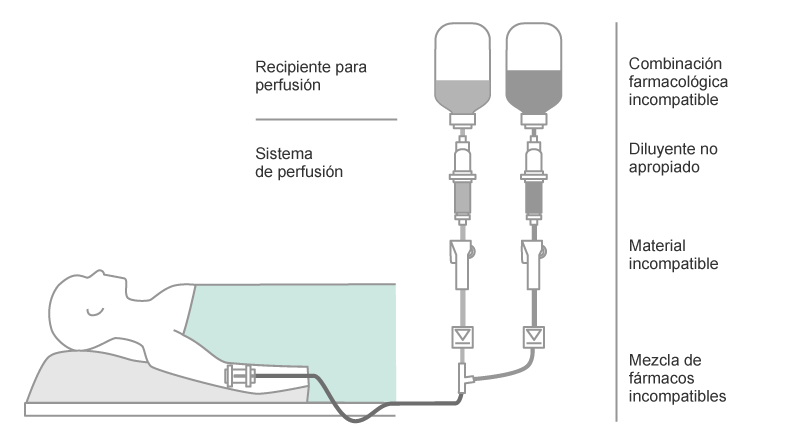 Recipiente para
perfusión
Sistema
de perfusión
Combinación
farmacológica
incompatible
Diluyente no
apropiado
Material
incompatible
Mezcla de
fármacos
incompatibles